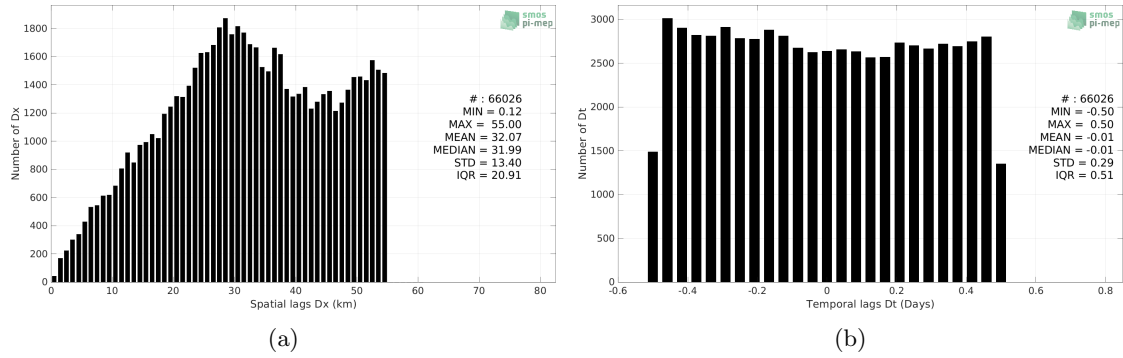 smos
pi-mep
1800
1600
1400
1200
1000
800
600
400
200
0
Number of Dx
# : 66026
MIN = 0.12
MAX = 55.00
MEAN = 32.07
MEDIAN = 31.99
STD = 13.40
IQR = 20.91
0 10 20 30 40 50 60 70 80
Spatial lags Dx (km)
(a)
smos
pi-mep
3000
2500
2000
1500
1000
500
0
Number of Dt
# : 66026
MIN = -0.50
MAX = 0.50
MEAN = -0.01
MEDIAN = -0.01
STD = 0.29
IQR = 0.51
-0.6 -0.4 -0.2 0 0.2 0.4 0.6 0.8
Temporal lags Dt (Days)
(b)